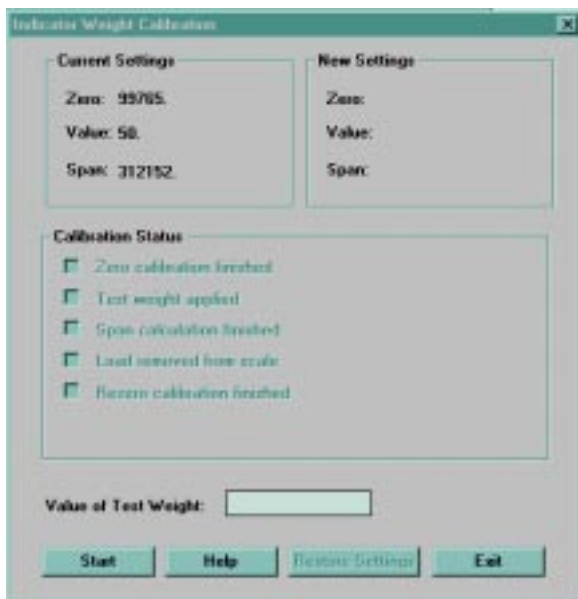 Indicator Weight Calibration
Current Settings
Zero: 99765.
Value: 50.
Span: 312152.
New Settings
Zero:
Value:
Span:
Calibration Status
Zero calibration finished
Test weight applied
Span calculation finished
Load removed from scale
Rezero calibration finished
Value of Test Weight:
Start
Help
Restore Settings
Exit